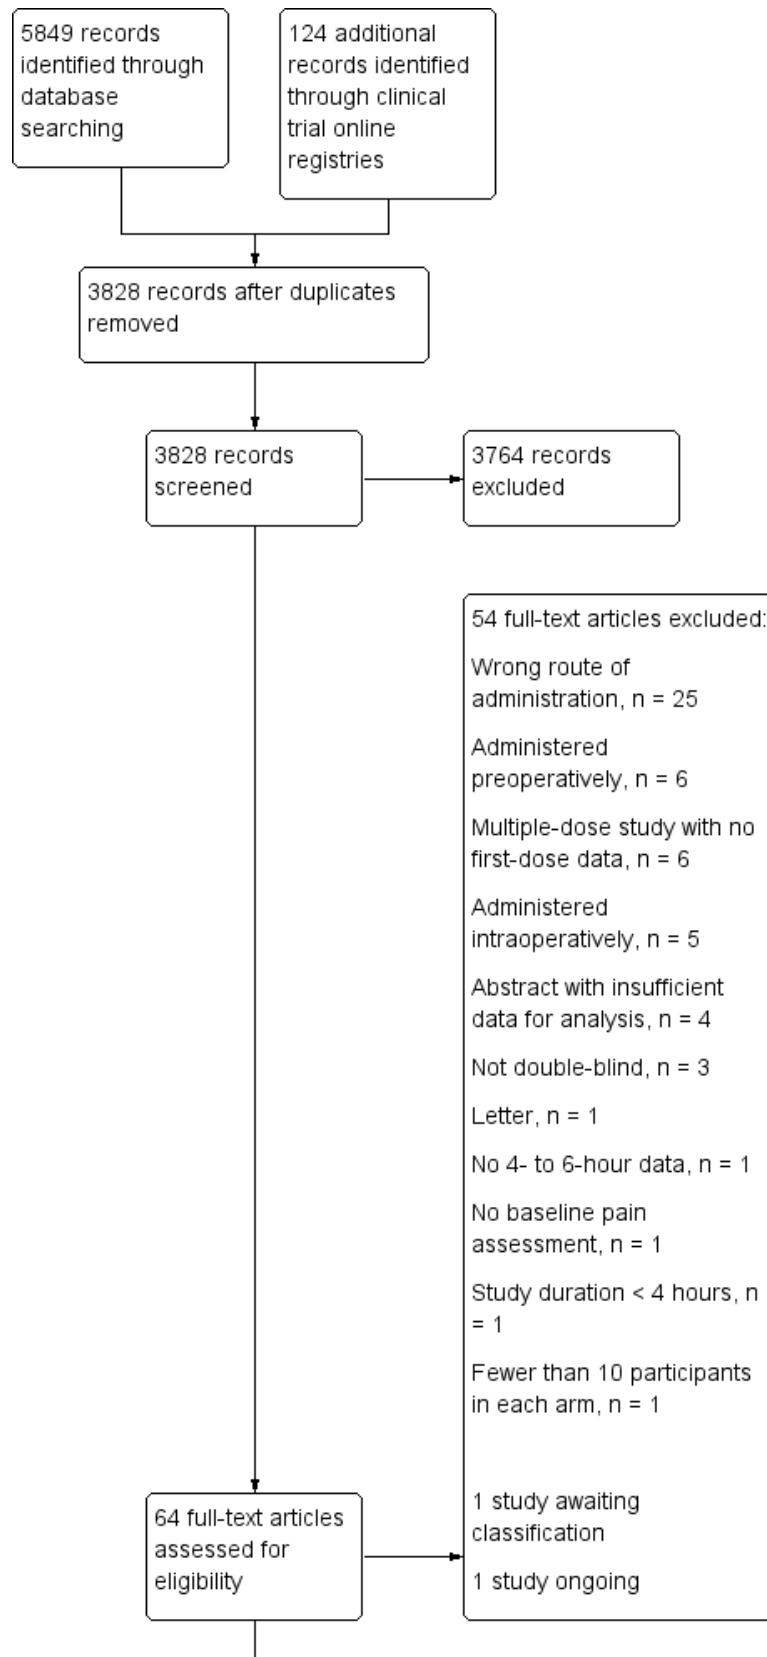 5849 records
identified through
database
searching
124 additional
records identified
through clinical
trial online
registries
3828 records after duplicates
removed
3828 records
screened
3764 records
excluded
54 full-text articles excluded:
Wrong route of
administration, n = 25
Administered
preoperatively, n = 6
Multiple-dose study with no
first-dose data, n = 6
Administered
intraoperatively, n = 5
Abstract with insufficient
data for analysis, n = 4
Not double-blind, n = 3
Letter, n = 1
No 4- to 6-hour data, n = 1
No baseline pain
assessment, n = 1
Study duration < 4 hours, n
= 1
Fewer than 10 participants
in each arm, n = 1
1 study awaiting
classification
1 study ongoing
64 full-text articles
assessed for
eligibility